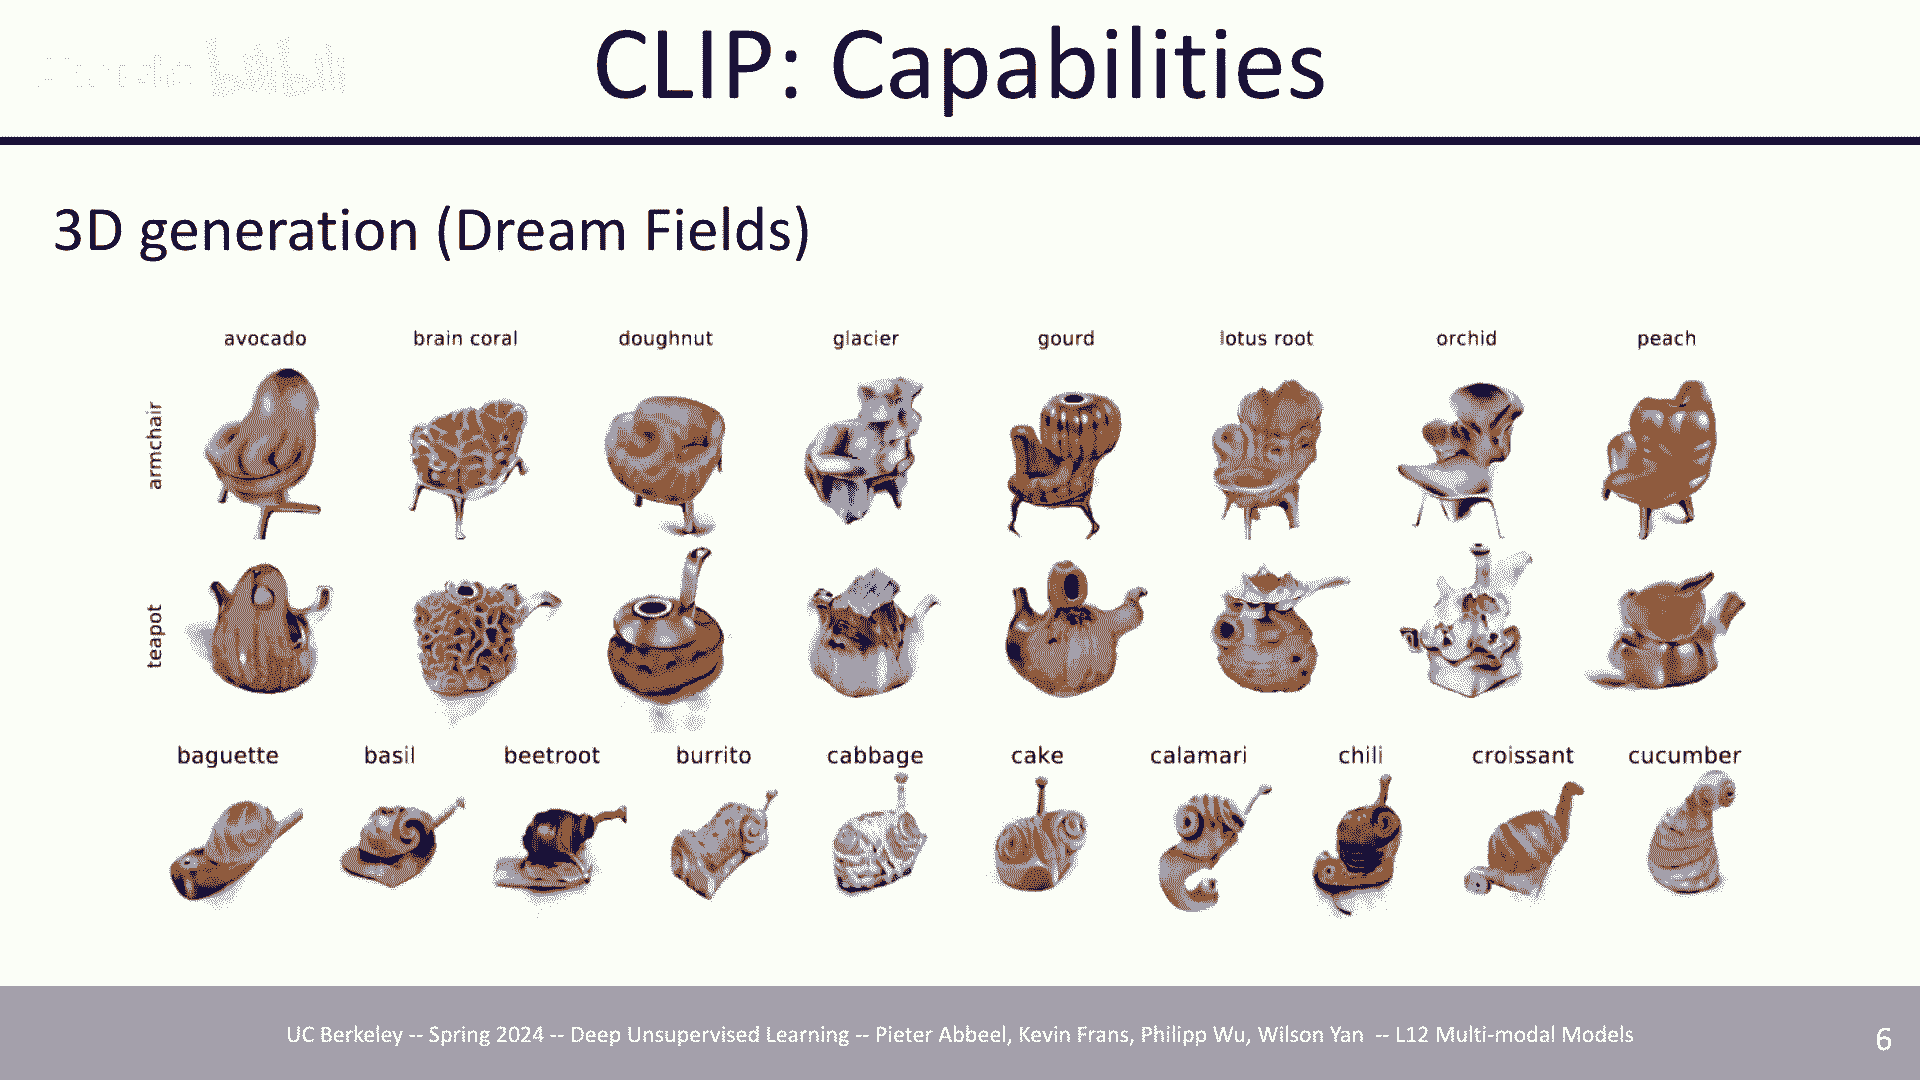 CLIP: Capabilities
3D generation (Dream Fields)
avocado brain coral doughnut glacier gourd lotus root orchid peach
armchair
teapot
baguette basil beetroot burrito cabbage cake calamari chili croissant cucumber
UC Berkeley -- Spring 2024 -- Deep Unsupervised Learning -- Pieter Abbeel, Kevin Frans, Philipp Wu, Wilson Yan -- L12 Multi-modal Models
6